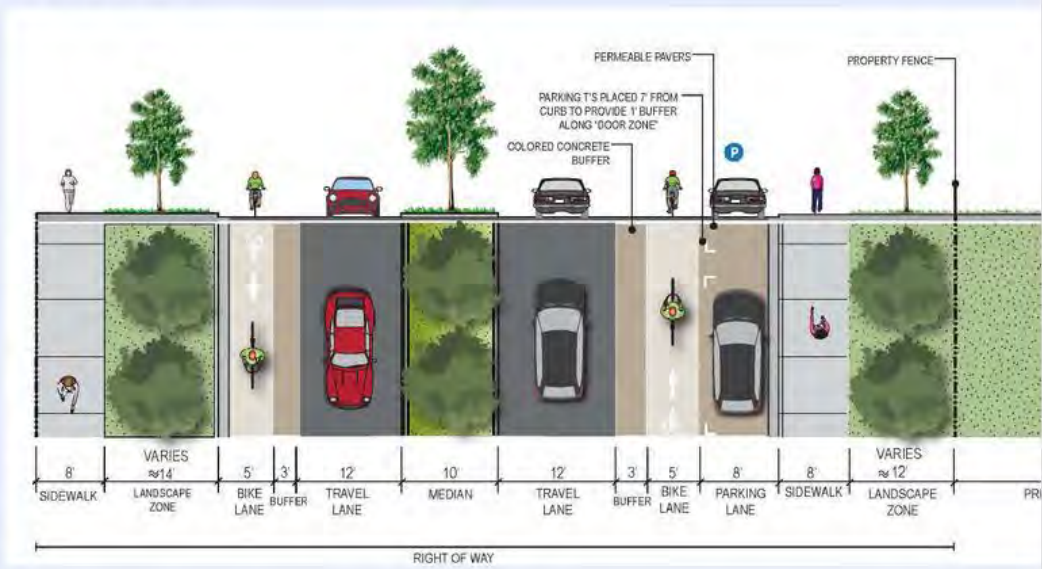 PERMEABLE PAVERS
PROPERTY FENCE
PARKING T'S PLACED 7' FROM
CURB TO PROVIDE 1' BUFFER
ALONG "DOOR ZONE"
COLORED CONCRETE
BUFFER
P
8'
SIDEWALK
VARIES
≈14'
LANDSCAPE
ZONE
5'
BIKE
LANE
3'
BUFFER
12'
TRAVEL
LANE
10'
MEDIAN
12'
TRAVEL
LANE
3'
BUFFER
5'
BIKE
LANE
8'
PARKING
LANE
8'
SIDEWALK
VARIES
≈ 12'
LANDSCAPE
ZONE
PRI
RIGHT OF WAY